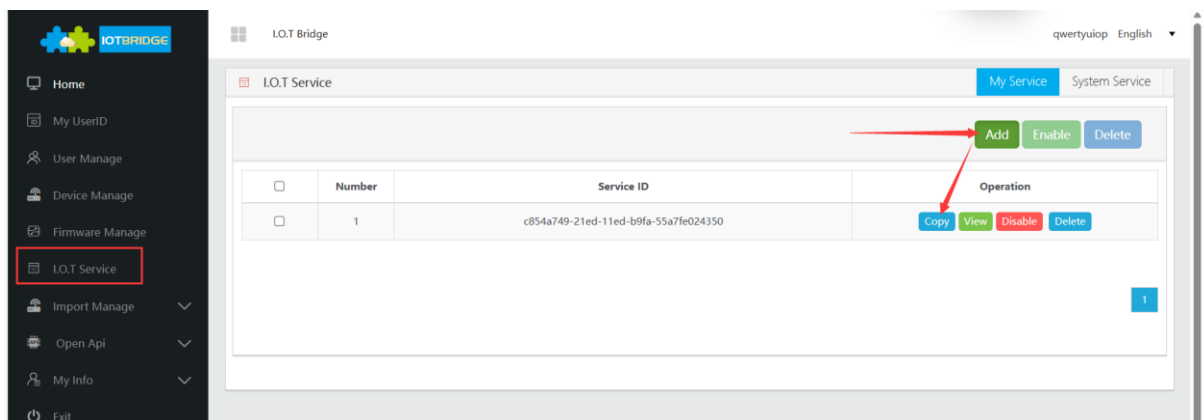 IOTBRIDGE
I.O.T Bridge
qwertyuiop English
Home
My UserID
User Manage
Device Manage
Firmware Manage
I.O.T Service
Import Manage
Open Api
My Info
Exit
I.O.T Service
My Service System Service
Add Enable Delete
Number Service ID Operation
1 c854a749-21ed-11ed-b9fa-55a7fe024350 Copy View Disable Delete
1